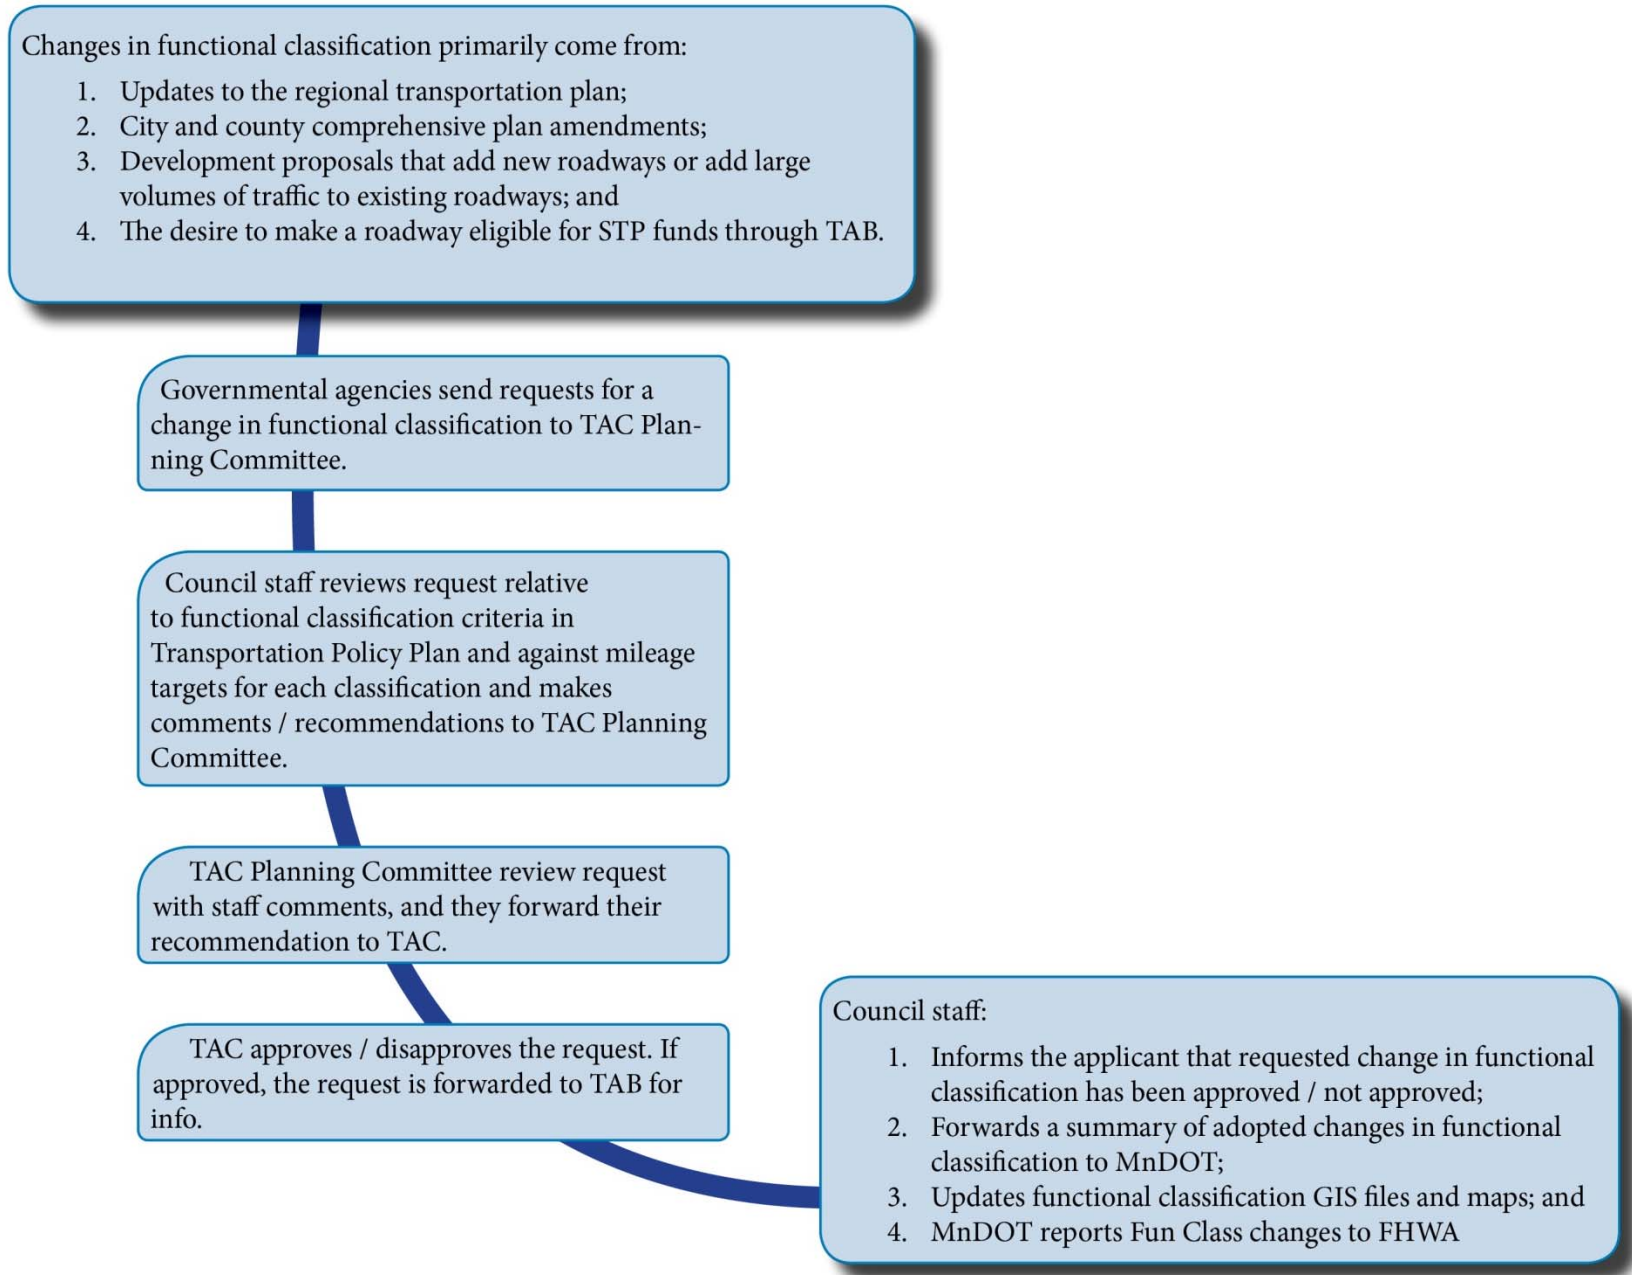 Changes in functional classification primarily come from:
1. Updates to the regional transportation plan;
2. City and county comprehensive plan amendments;
3. Development proposals that add new roadways or add large
volumes of traffic to existing roadways; and
4. The desire to make a roadway eligible for STP funds through TAB.
Governmental agencies send requests for a
change in functional classification to TAC Plan-
ning Committee.
Council staff reviews request relative
to functional classification criteria in
Transportation Policy Plan and against mileage
targets for each classification and makes
comments / recommendations to TAC Planning
Committee.
TAC Planning Committee review request
with staff comments, and they forward their
recommendation to TAC.
TAC approves / disapproves the request. If
approved, the request is forwarded to TAB for
info.
Council staff:
1. Informs the applicant that requested change in functional
classification has been approved / not approved;
2. Forwards a summary of adopted changes in functional
classification to MnDOT;
3. Updates functional classification GIS files and maps; and
4. MnDOT reports Fun Class changes to FHWA